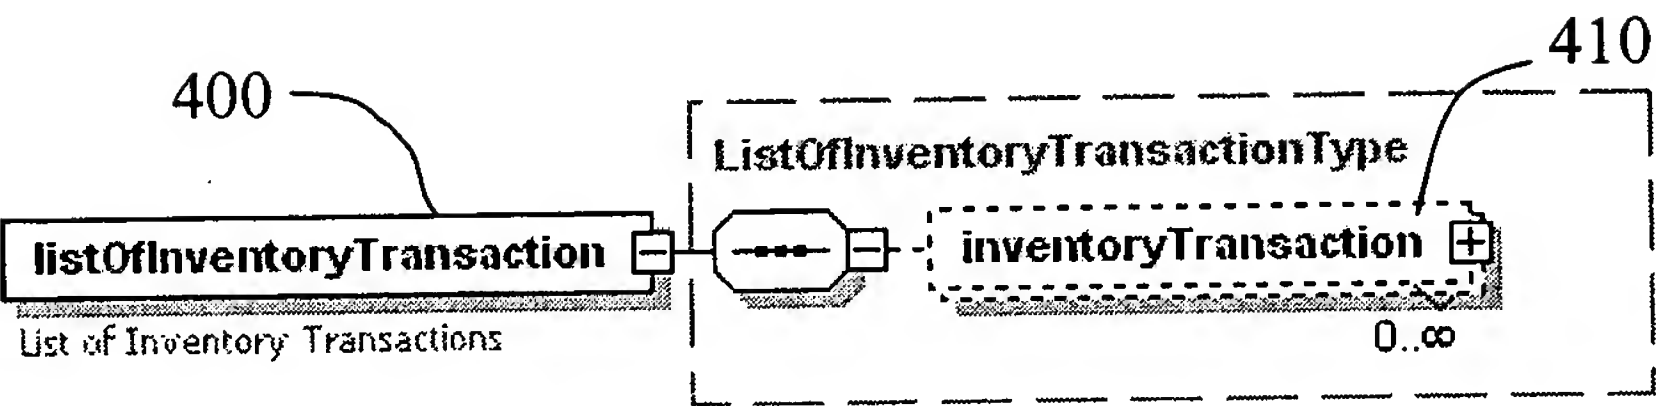 410
400
ListOfInventoryTransactionType
listOfInventoryTransaction
inventoryTransaction
List of Inventory Transactions
0..∞